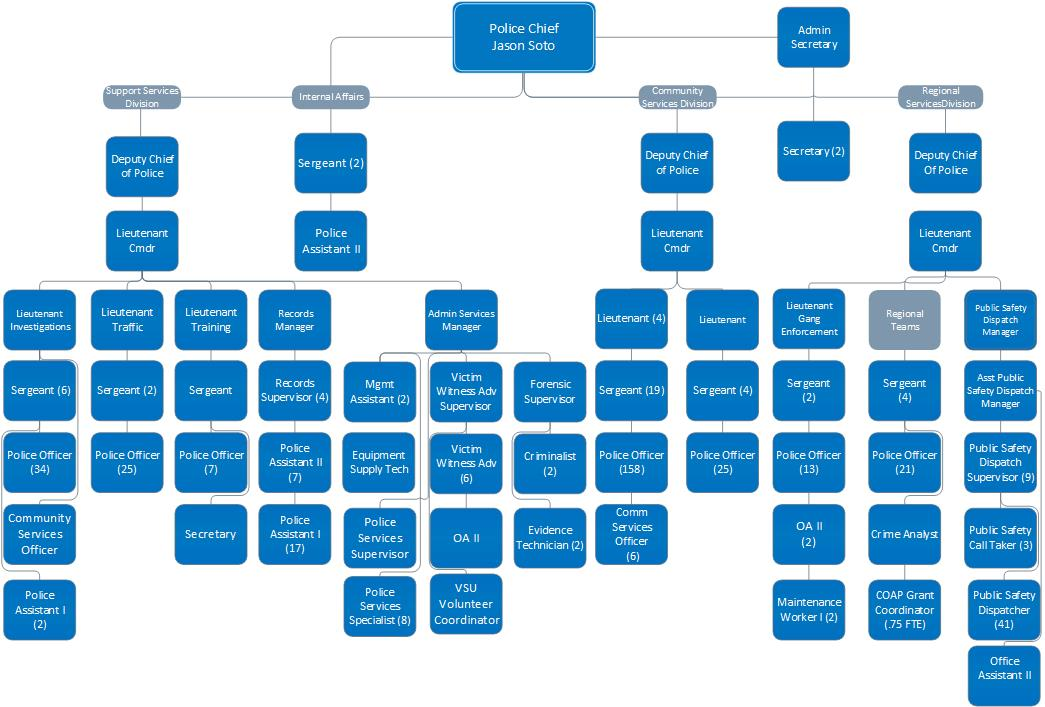 Police Chief
Jason Soto
Admin
Secretary
Support Services
Division
Internal Affairs
Community
Services Division
Regional
ServicesDivision
Deputy Chief
of Police
Sergeant (2)
Deputy Chief
of Police
Secretary (2)
Deputy Chief
Of Police
Lieutenant
Cmdr
Police
Assistant II
Lieutenant
Cmdr
Lieutenant
Cmdr
Lieutenant
Investigations
Lieutenant
Traffic
Lieutenant
Training
Records
Manager
Admin Services
Manager
Lieutenant (4)
Lieutenant
Lieutenant
Gang
Enforcement
Regional
Teams
Public Safety
Dispatch
Manager
Sergeant (6)
Sergeant (2)
Sergeant
Records
Supervisor (4)
Mgmt
Assistant (2)
Victim
Witness Adv
Supervisor
Forensic
Supervisor
Sergeant (19)
Sergeant (4)
Sergeant
(2)
Sergeant
(4)
Asst Public
Safety Dispatch
Manager
Police Officer
(34)
Police Officer
(25)
Police Officer
(7)
Police
Assistant II
(7)
Equipment
Supply Tech
Victim
Witness Adv
(6)
Criminalist
(2)
Police Officer
(158)
Police Officer
(25)
Police Officer
(13)
Police Officer
(21)
Public Safety
Dispatch
Supervisor (9)
Community
Services
Officer
Secretary
Police
Assistant I
(17)
Police
Services
Supervisor
OA II
Evidence
Technician (2)
Comm
Services
Officer
(6)
OA II
(2)
Crime Analyst
Public Safety
Call Taker (3)
Police
Assistant I
(2)
Police
Services
Specialist (8)
VSU
Volunteer
Coordinator
Maintenance
Worker I (2)
COAP Grant
Coordinator
(.75 FTE)
Public Safety
Dispatcher
(41)
Office
Assistant II